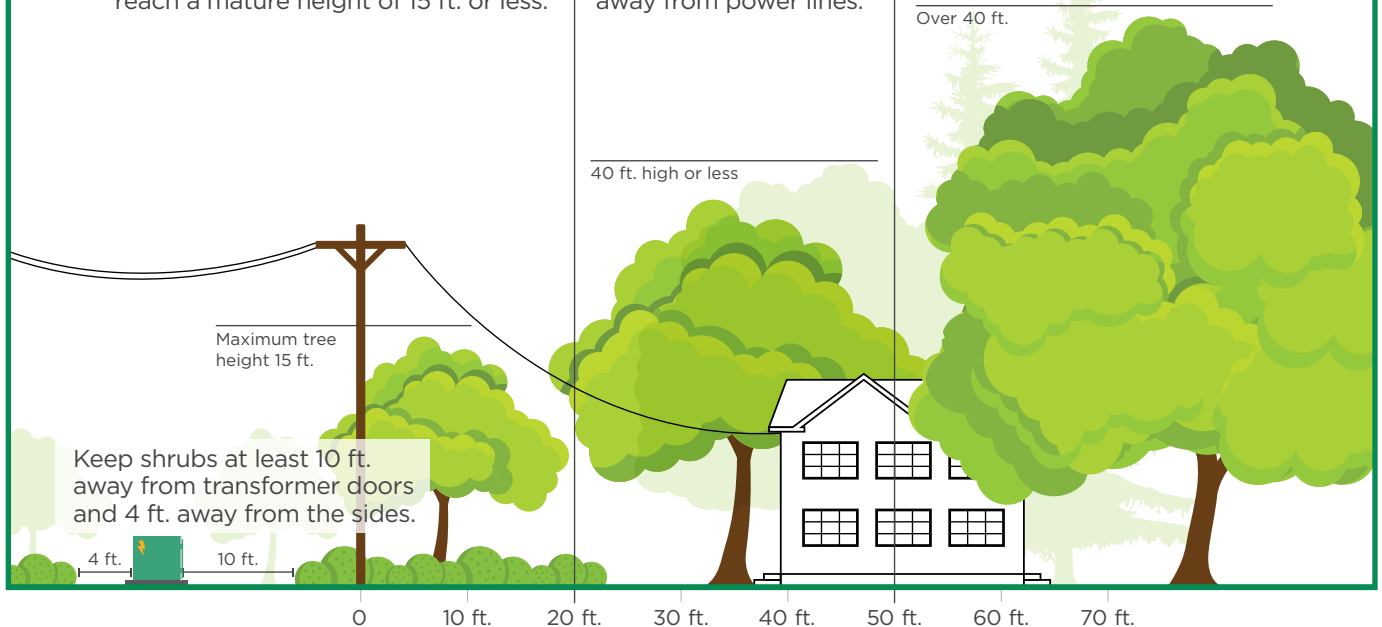 reach a mature height of 15 ft. or less.
away from power lines.
Over 40 ft.
40 ft. high or less
Maximum tree
height 15 ft.
Keep shrubs at least 10 ft.
away from transformer doors
and 4 ft. away from the sides.
4 ft.
10 ft.
0
10 ft.
20 ft.
30 ft.
40 ft.
50 ft.
60 ft.
70 ft.